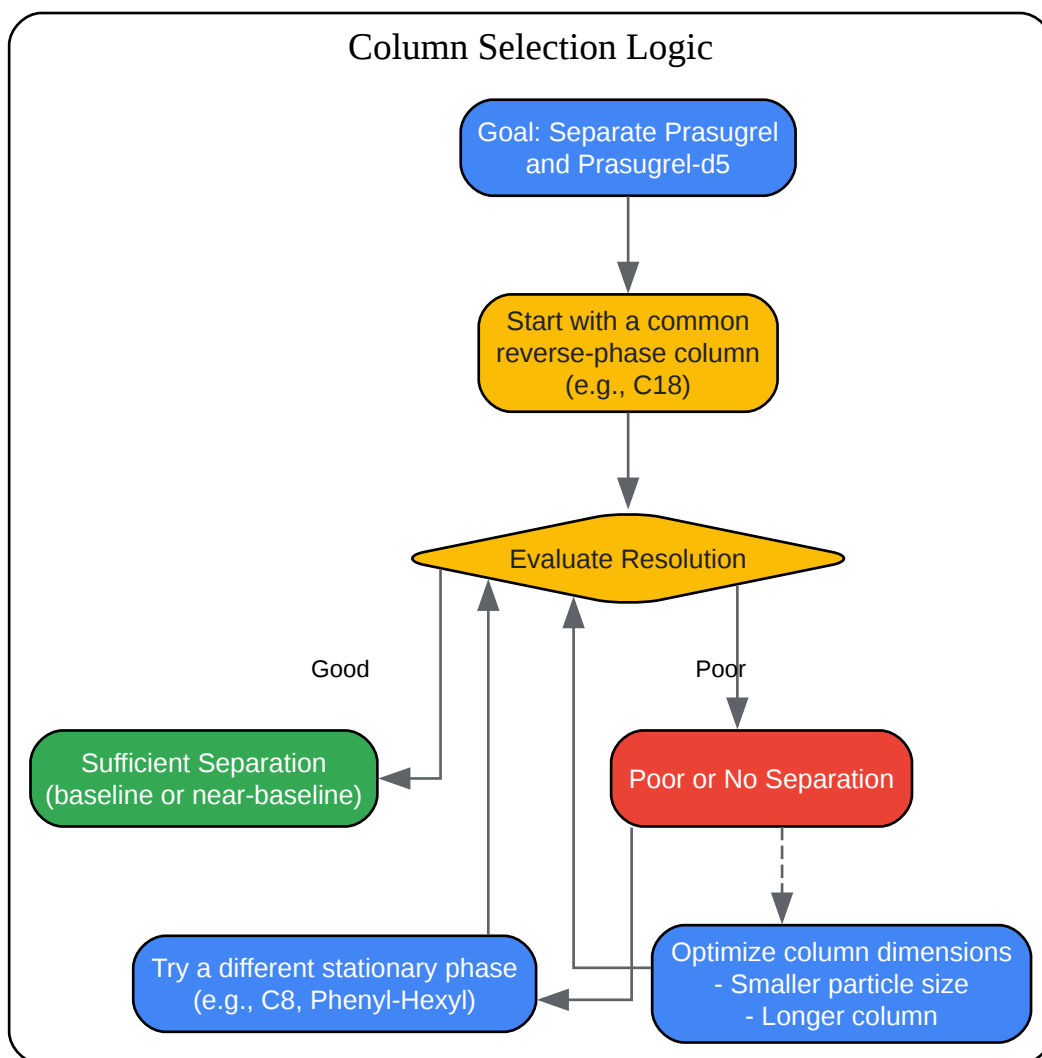 Column Selection Logic
Goal: Separate Prasugrel
and Prasugrel-d5
Start with a common
reverse-phase column
(e.g., C18)
Evaluate Resolution
Good
Poor
Sufficient Separation
(baseline or near-baseline)
Poor or No Separation
Try a different stationary phase
(e.g., C8, Phenyl-Hexyl)
Optimize column dimensions
- Smaller particle size
- Longer column